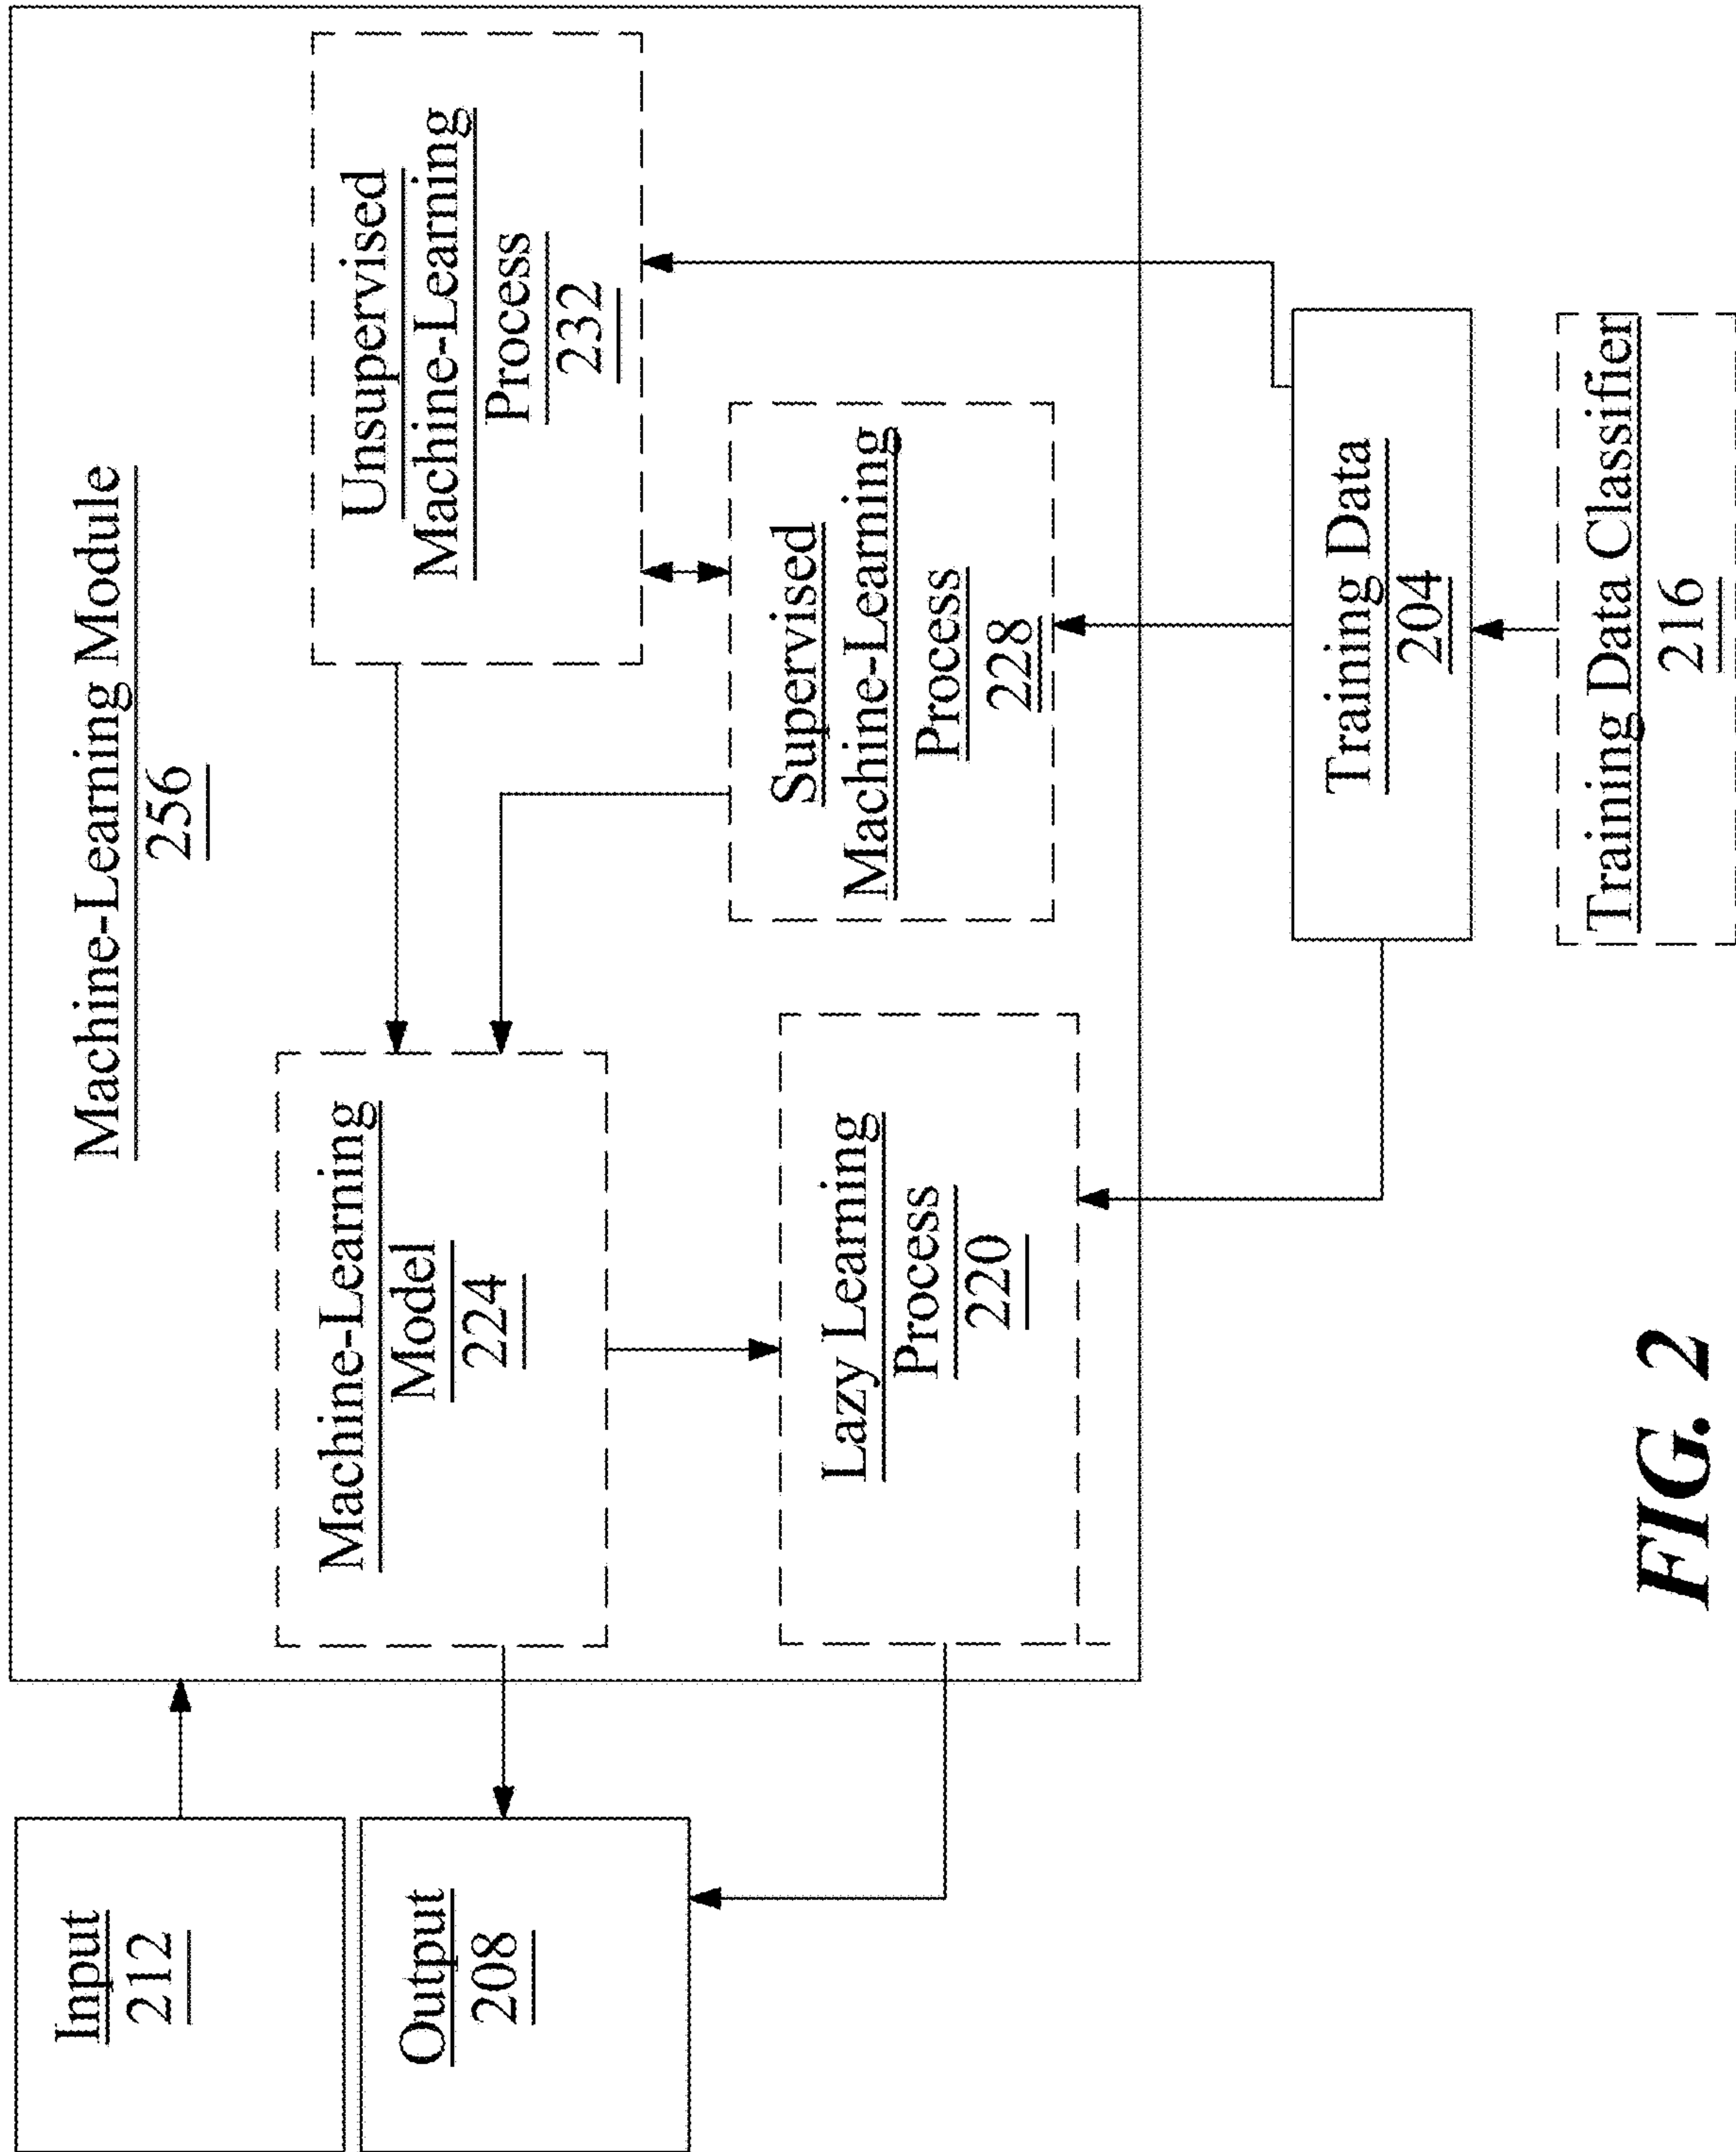 Input
212
Output
208
Machine-Learning Module
256
Machine-Learning
Model
224
Unsupervised
Machine-Learning
Process
232
Lazy Learning
Process
220
Supervised
Machine-Learning
Process
228
Training Data
204
Training Data Classifier
216
FIG. 2